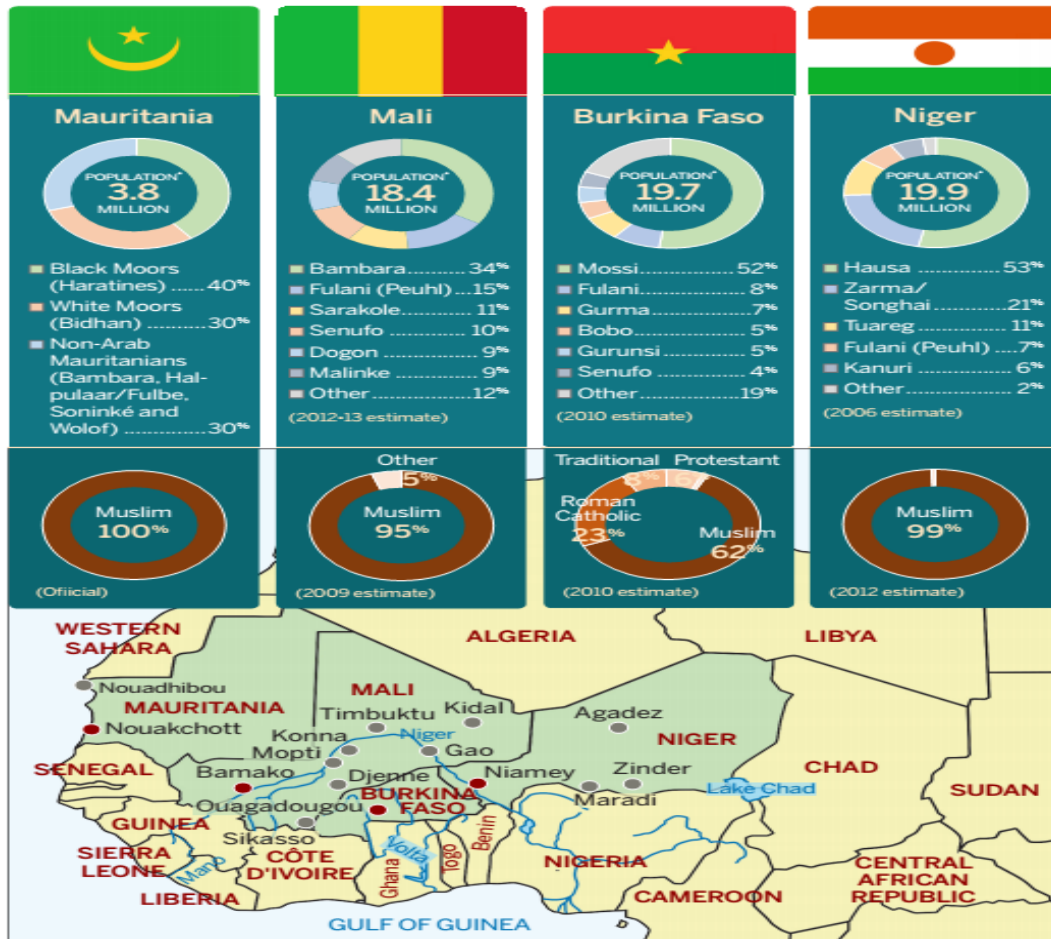 Mauritania
POPULATION*
3.8
MILLION
Black Moors
(Haratines) ..... 40%
White Moors
(Bidhan) ........... 30%
Non-Arab
Mauritanians
(Bambara, Hal-
pulaar/Fulbe,
Soninké and
Wolof) ............... 30%
Mali
POPULATION*
18.4
MILLION
Bambara .......... 34%
Fulani (Peuhl) .. 15%
Sarakole ........... 11%
Senufo .............. 10%
Dogon ................. 9%
Malinke .............. 9%
Other ................ 12%
(2012-13 estimate)
Burkina Faso
POPULATION*
19.7
MILLION
Mossi ................ 52%
Fulani .................. 8%
Gurma ................ 7%
Bobo ................... 5%
Gurunsi .............. 5%
Senufo ................ 4%
Other ................ 19%
(2010 estimate)
Niger
POPULATION*
19.9
MILLION
Hausa ............... 53%
Zarma/
Songhai ............ 21%
Tuareg .............. 11%
Fulani (Peuhl) .... 7%
Kanuri ................. 6%
Other .................. 2%
(2006 estimate)
Muslim
100%
(Ofiicial)
Other
5%
Muslim
95%
(2009 estimate)
Traditional
8%
Protestant
6
Roman
Catholic
23%
Muslim
62%
(2010 estimate)
Muslim
99%
(2012 estimate)
WESTERN
SAHARA
ALGERIA
LIBYA
Nouadhibou
MAURITANIA
Nouakchott
MALI
Timbuktu
Kidal
Niger
Konna
Mopti
Gao
Agadez
NIGER
SENEGAL
Bamako
Djenne
Niamey
Zinder
Maradi
Lake Chad
CHAD
SUDAN
BURKINA
FASO
Ouagadougou
GUINEA
Sikasso
SIERRA
LEONE
Mano
CÔTE
D'IVOIRE
Ghana
Volta
Togo
Benin
NIGERIA
CENTRAL
AFRICAN
REPUBLIC
LIBERIA
CAMEROON
GULF OF GUINEA